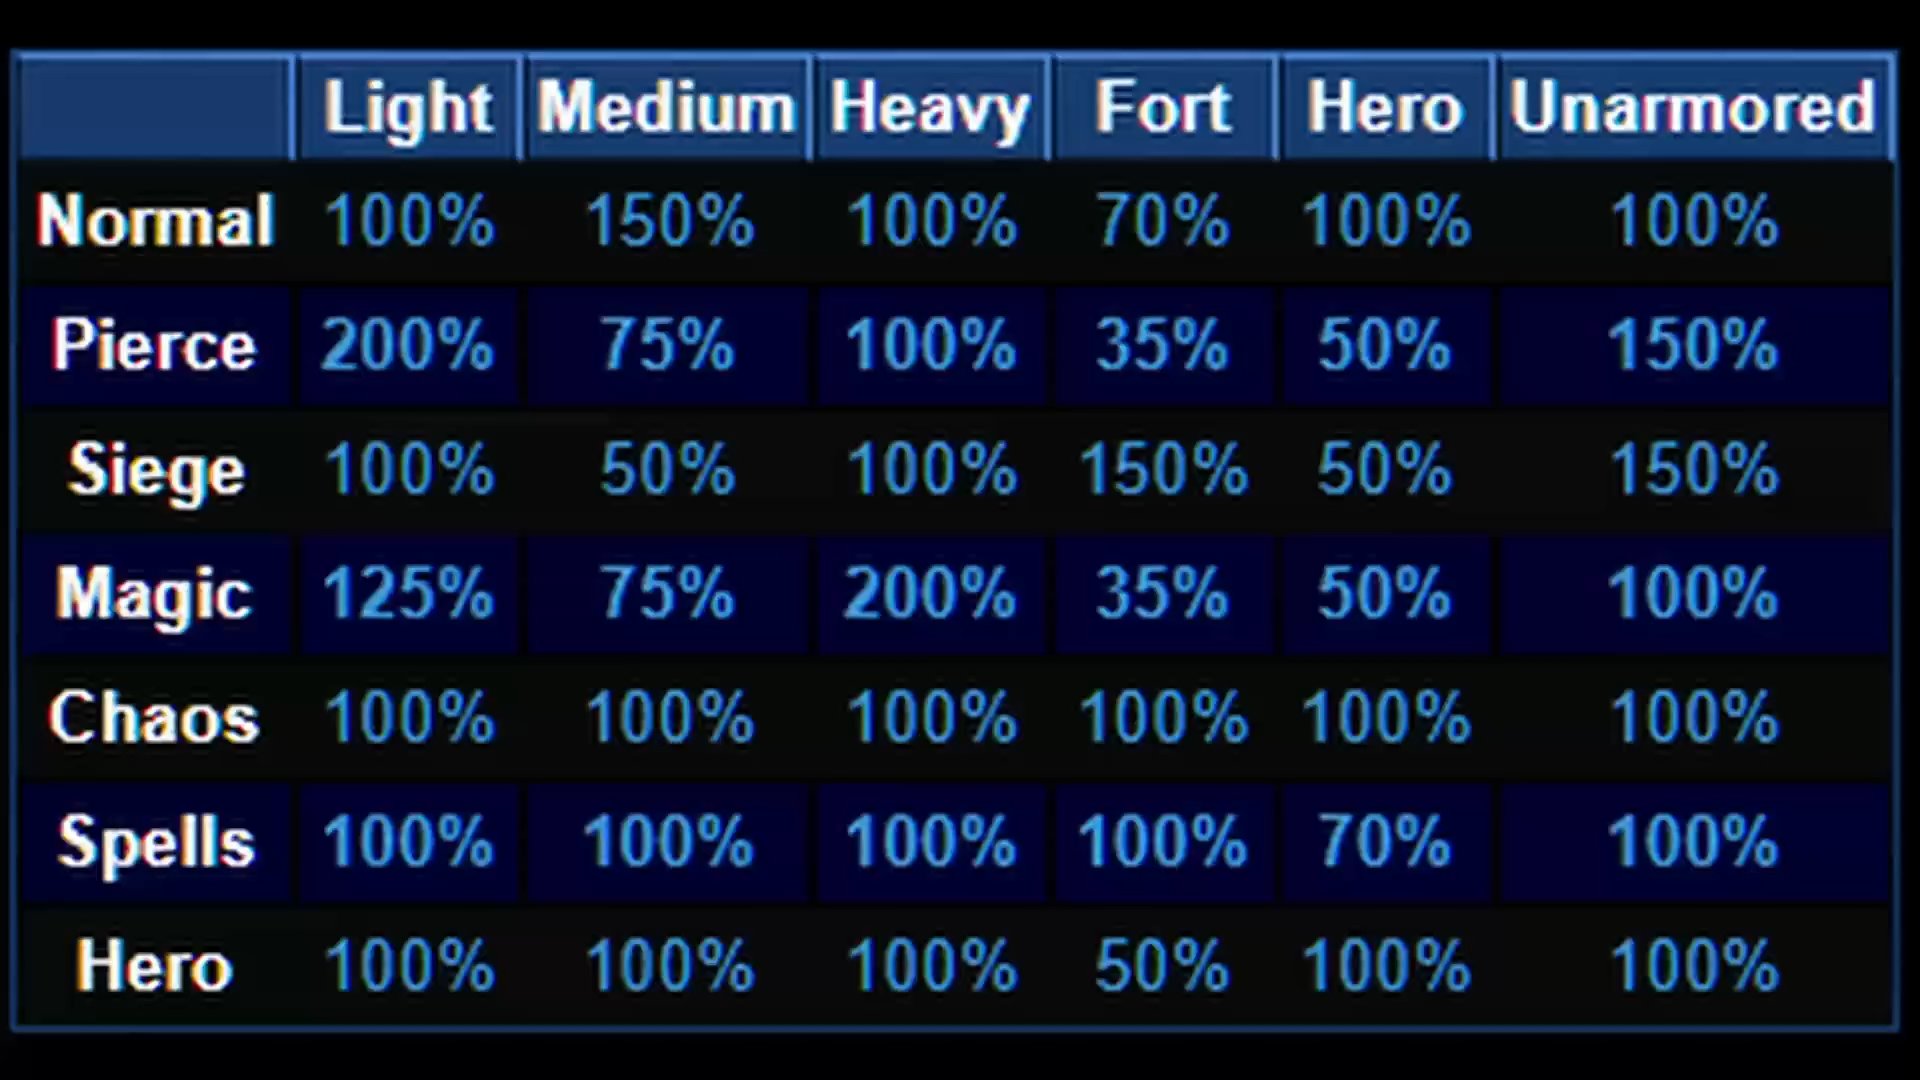 Light Medium Heavy Fort Hero Unarmored
Normal 100% 150% 100% 70% 100% 100%
Pierce 200% 75% 100% 35% 50% 150%
Siege 100% 50% 100% 150% 50% 150%
Magic 125% 75% 200% 35% 50% 100%
Chaos 100% 100% 100% 100% 100% 100%
Spells 100% 100% 100% 100% 70% 100%
Hero 100% 100% 100% 50% 100% 100%